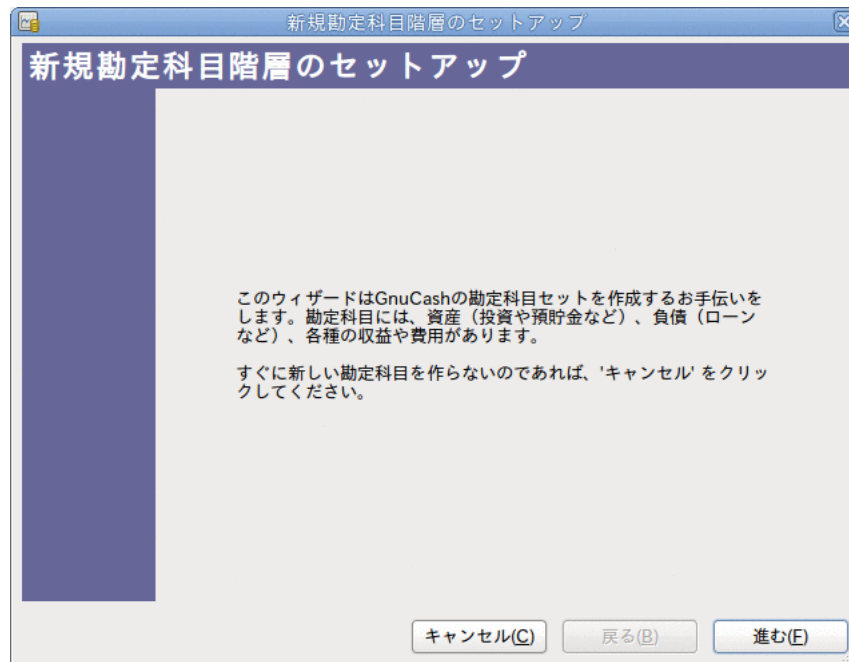 新規勘定科目階層のセットアップ
新規勘定科目階層のセットアップ
このウィザードはGnuCashの勘定科目セットを作成するお手伝いを
します。勘定科目には、資産（投資や預貯金など）、負債（ローン
など）、各種の収益や費用があります。
すぐに新しい勘定科目を作らないのであれば、'キャンセル' をクリッ
クしてください。
キャンセル(C) 戻る(B) 進む(F)